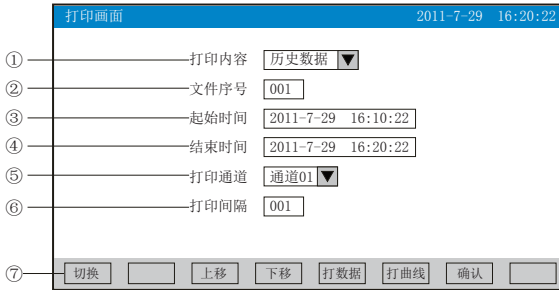 打印画面 2011-7-29 16:20:22
① 打印内容 历史数据
② 文件序号 001
③ 起始时间 2011-7-29 16:10:22
④ 结束时间 2011-7-29 16:20:22
⑤ 打印通道 通道01
⑥ 打印间隔 001
⑦ 切换 上移 下移 打数据 打曲线 确认